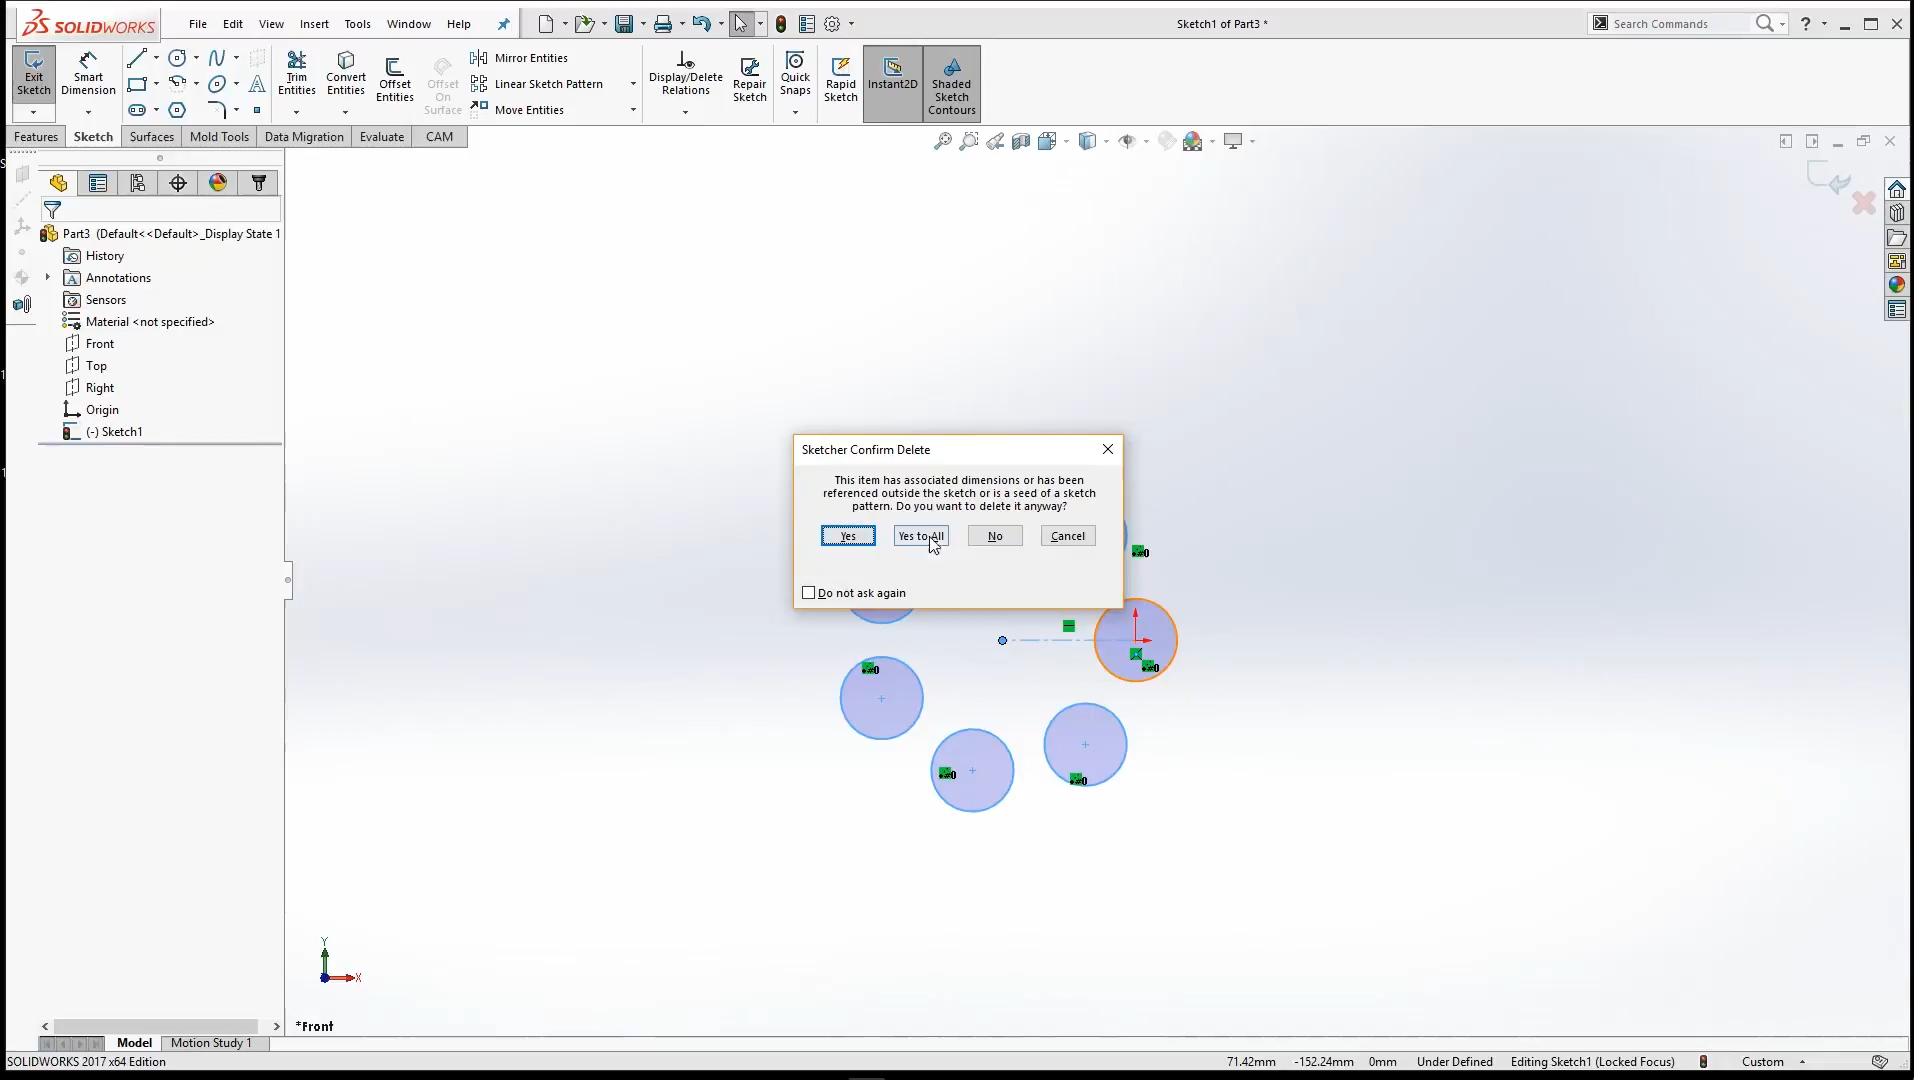 SOLIDWORKS File Edit View Insert Tools Window Help Sketch1 of Part3 * Search Commands
Exit Sketch
Smart Dimension
Trim Entities
Convert Entities
Offset Entities
Offset On Surface
Mirror Entities
Linear Sketch Pattern
Move Entities
Display/Delete Relations
Repair Sketch
Quick Snaps
Rapid Sketch
Instant2D
Shaded Sketch Contours
Features Sketch Surfaces Mold Tools Data Migration Evaluate CAM
Part3 (Default<<Default>_Display State 1
History
Annotations
Sensors
Material <not specified>
Front
Top
Right
Origin
(-) Sketch1
Sketcher Confirm Delete
This item has associated dimensions or has been
referenced outside the sketch or is a seed of a sketch
pattern. Do you want to delete it anyway?
Yes Yes to All No Cancel
Do not ask again
Y
X
*Front
Model Motion Study 1
SOLIDWORKS 2017 x64 Edition 71.42mm -152.24mm 0mm Under Defined Editing Sketch1 (Locked Focus) Custom